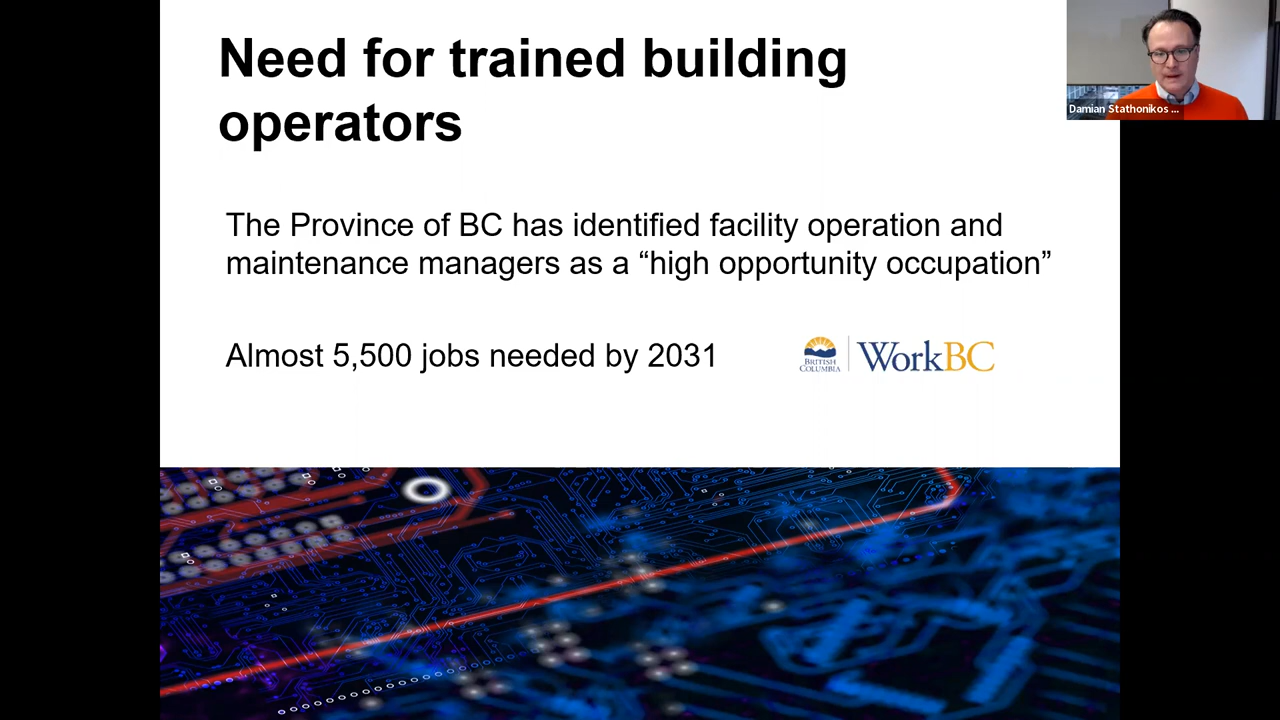 Need for trained building
operators
The Province of BC has identified facility operation and
maintenance managers as a “high opportunity occupation”
Almost 5,500 jobs needed by 2031
BRITISH
COLUMBIA
WorkBC
Damian Stathonikos ...